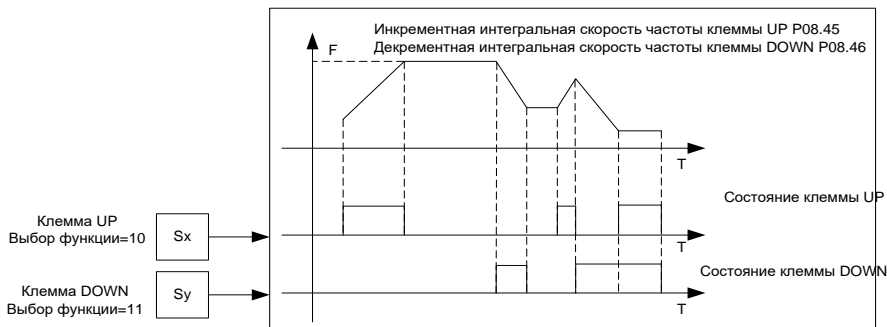 Инкрементная интегральная скорость частоты клеммы UP P08.45
Декрементная интегральная скорость частоты клеммы DOWN P08.46
F
T
Состояние клеммы UP
Клемма UP
Выбор функции=10
Sx
T
Состояние клеммы DOWN
Клемма DOWN
Выбор функции=11
Sy
T